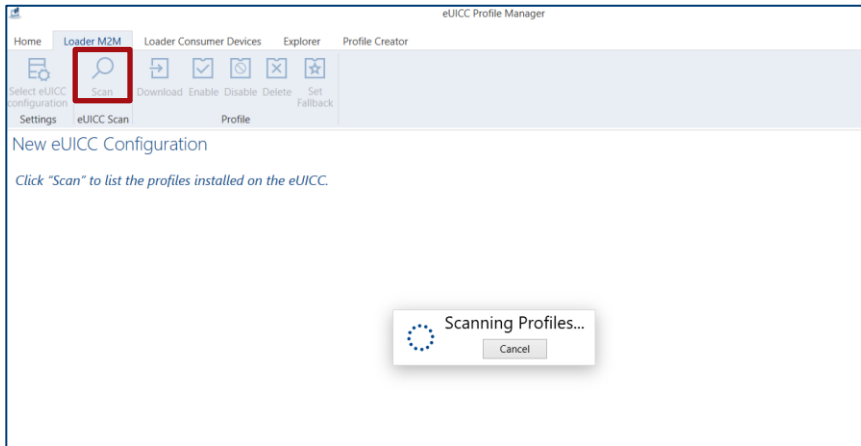 eUICC Profile Manager
Home Loader M2M Loader Consumer Devices Explorer Profile Creator
Select eUICC configuration Scan Download Enable Disable Delete Set Fallback
Settings eUICC Scan Profile
New eUICC Configuration
Click “Scan” to list the profiles installed on the eUICC.
Scanning Profiles...
Cancel